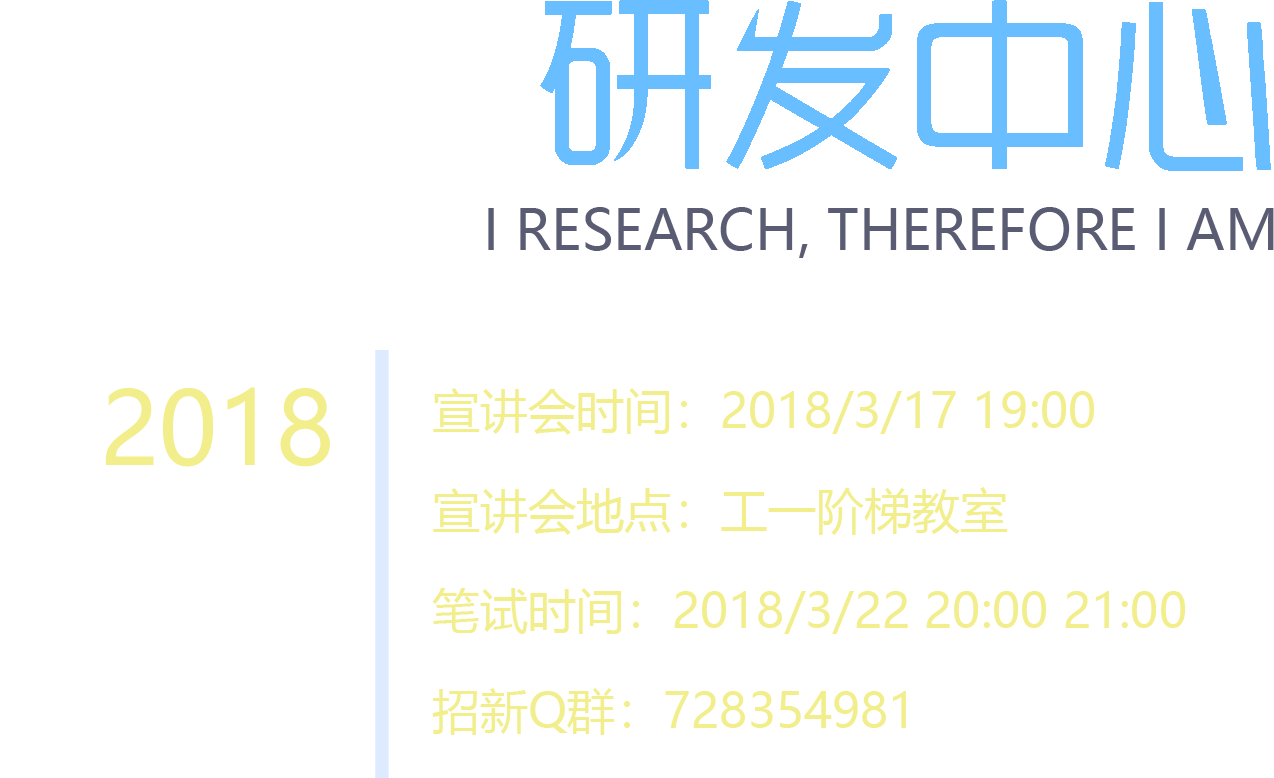 研发中心
I RESEARCH, THEREFORE I AM
2018
宣讲会时间：2018/3/17 19:00
宣讲会地点：工一阶梯教室
笔试时间：2018/3/22 20:00 21:00
招新Q群：728354981